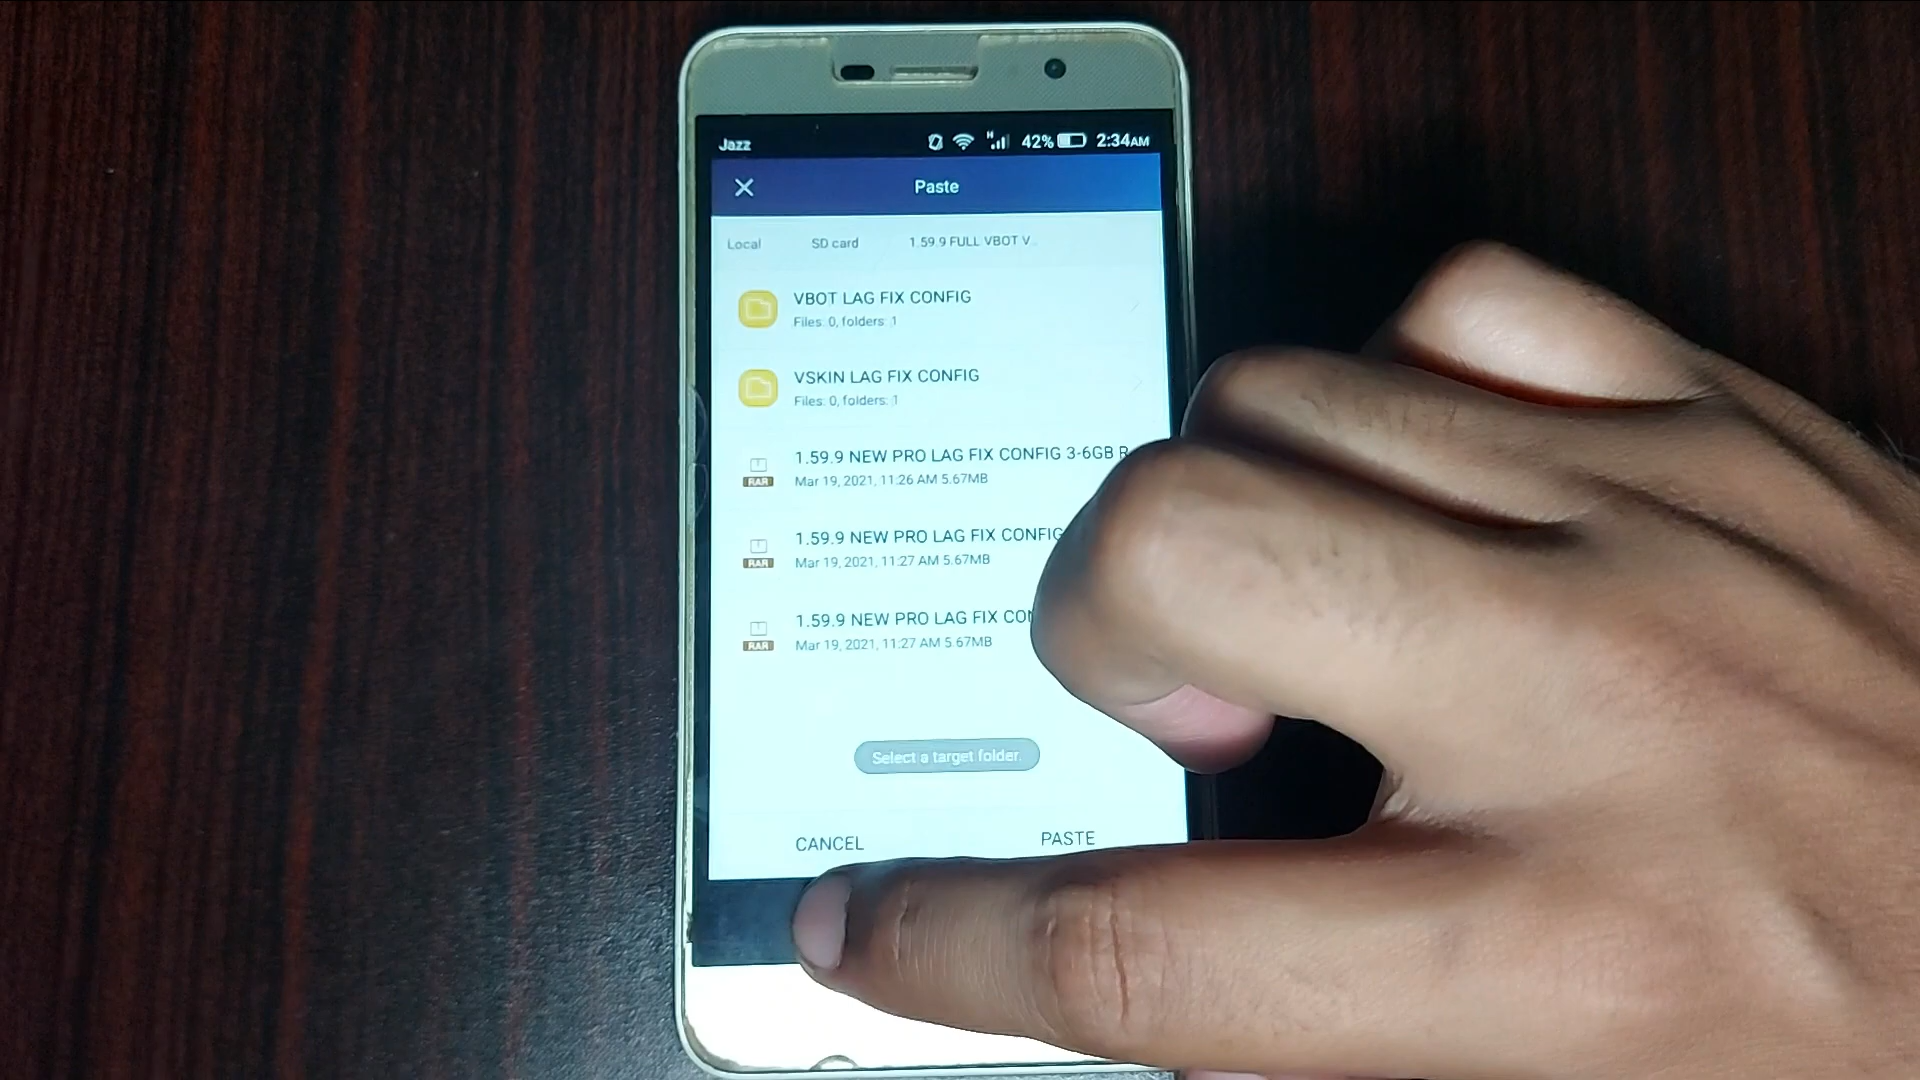 Jazz H 42% 2:34AM
Paste
Local SD card 1.59.9 FULL VBOT V..
VBOT LAG FIX CONFIG
Files: 0, folders: 1
VSKIN LAG FIX CONFIG
Files: 0, folders: 1
1.59.9 NEW PRO LAG FIX CONFIG 3-6GB R
RAR
Mar 19, 2021, 11:26 AM 5.67MB
1.59.9 NEW PRO LAG FIX CONFIG
RAR
Mar 19, 2021, 11:27 AM 5.67MB
1.59.9 NEW PRO LAG FIX CON
RAR
Mar 19, 2021, 11:27 AM 5.67MB
Select a target folder.
CANCEL PASTE